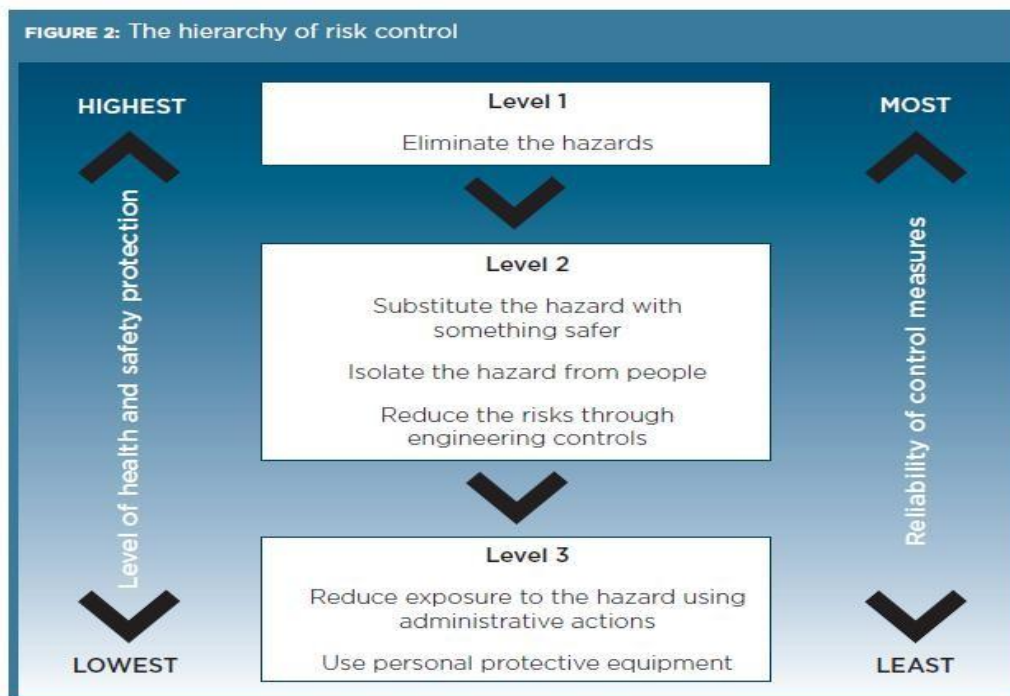 FIGURE 2: The hierarchy of risk control
HIGHEST
Level of health and safety protection
LOWEST
Level 1
Eliminate the hazards
Level 2
Substitute the hazard with
something safer
Isolate the hazard from people
Reduce the risks through
engineering controls
Level 3
Reduce exposure to the hazard using
administrative actions
Use personal protective equipment
MOST
Reliability of control measures
LEAST